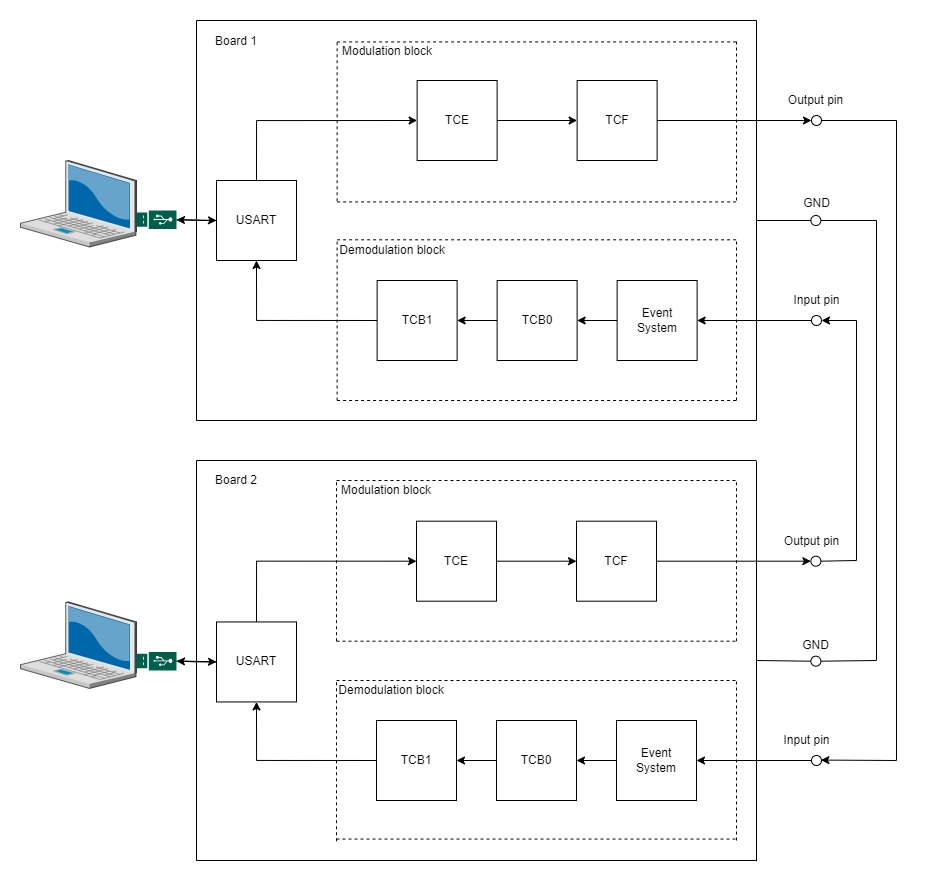 Board 1
Modulation block
TCE
TCF
Output pin
USART
GND
Demodulation block
TCB1
TCB0
Event
System
Input pin
Board 2
Modulation block
TCE
TCF
Output pin
USART
GND
Demodulation block
TCB1
TCB0
Event
System
Input pin